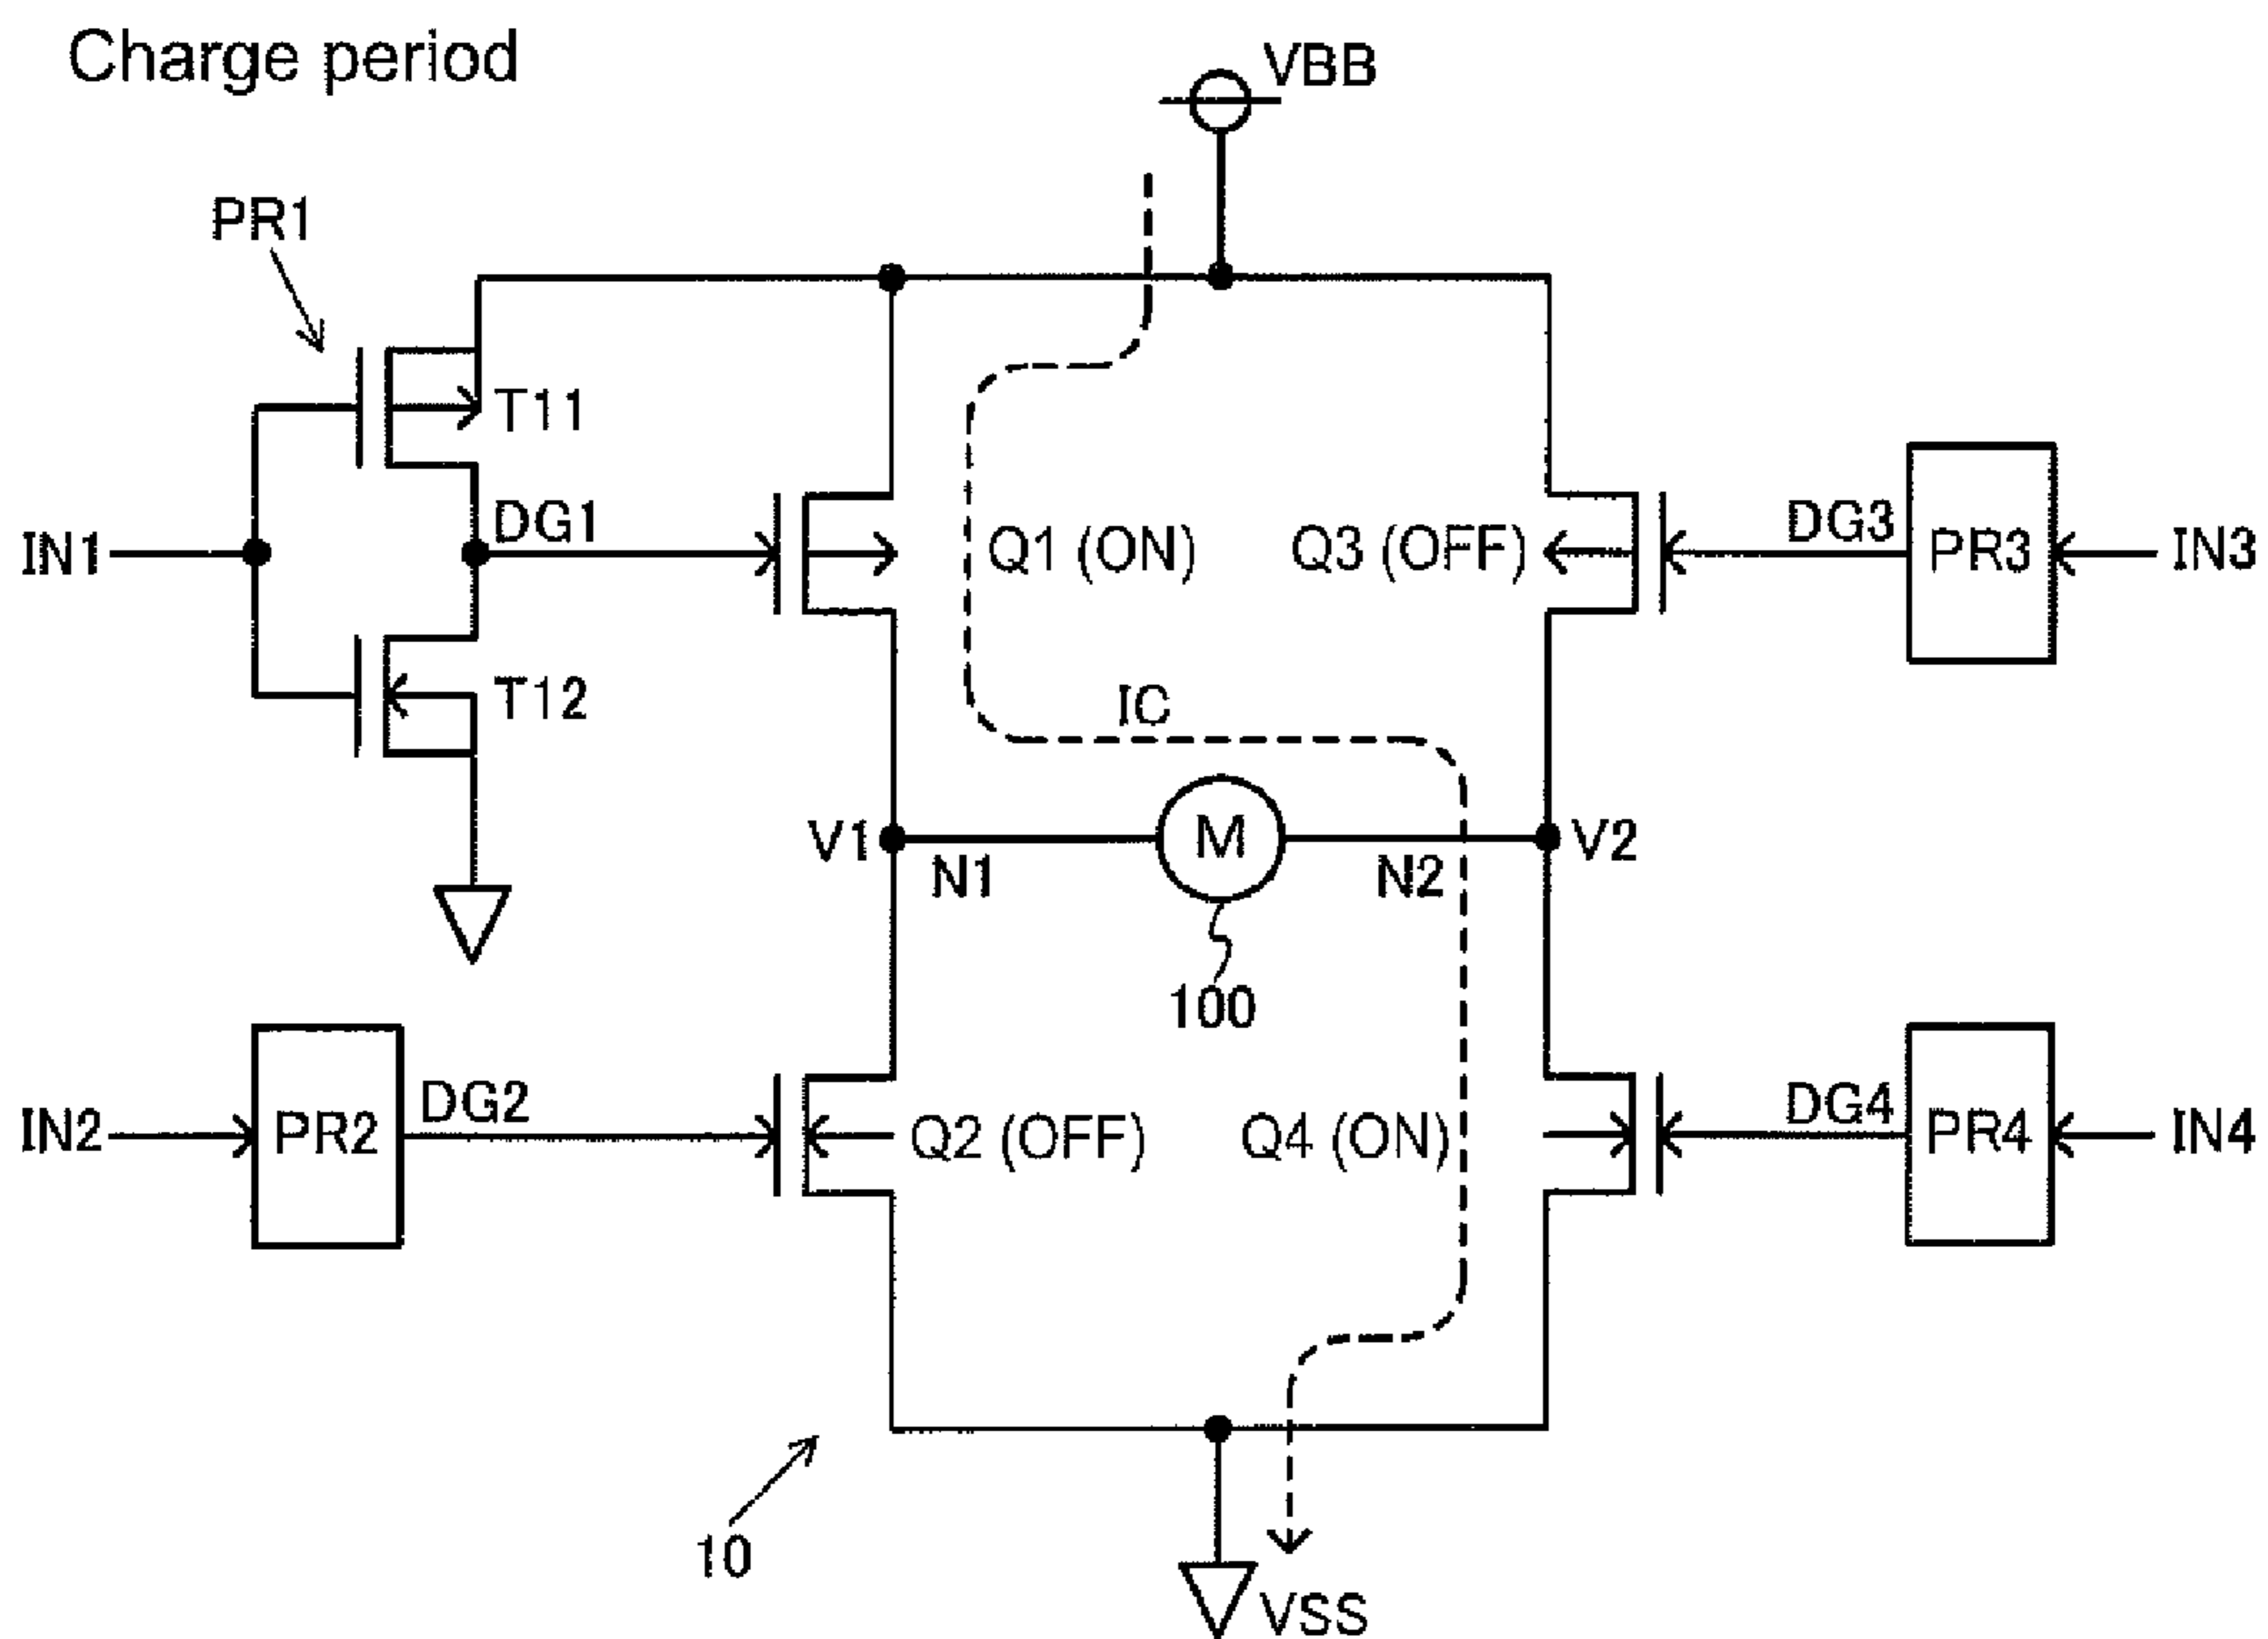 Charge period
VBB
PR1
T11
DG1
IN1
Q1 (ON)
Q3 (OFF)
DG3
PR3
IN3
T12
IC
V1
N1
M
N2
V2
100
IN2
PR2
DG2
Q2 (OFF)
Q4 (ON)
DG4
PR4
IN4
10
VSS